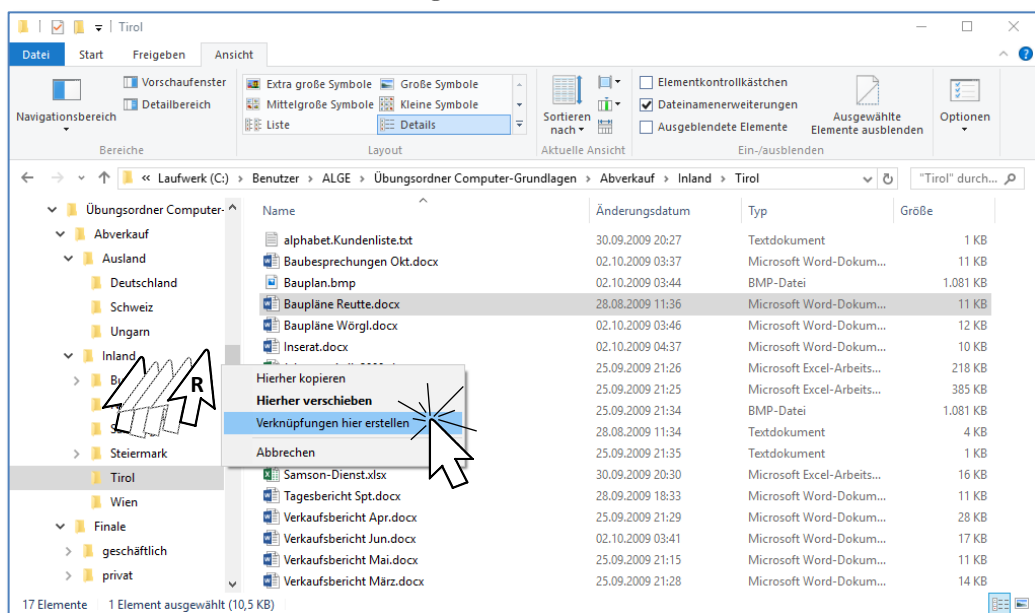 Tirol
Datei Start Freigeben Ansicht
Navigationsbereich
Vorschaufenster
Detailbereich
Bereiche
Extra große Symbole Große Symbole
Mittelgroße Symbole Kleine Symbole
Liste Details
Layout
Sortieren nach
Aktuelle Ansicht
Elementkontrollkästchen
Dateinamenerweiterungen
Ausgeblendete Elemente
Ausgewählte
Elemente ausblenden
Ein-/ausblenden
Optionen
« Laufwerk (C:) › Benutzer › ALGE › Übungsordner Computer-Grundlagen › Abverkauf › Inland › Tirol
"Tirol" durch...
Übungsordner Computer-
Abverkauf
Ausland
Deutschland
Schweiz
Ungarn
Inland
Steiermark
Tirol
Wien
Finale
geschäftlich
privat
Name Änderungsdatum Typ Größe
alphabet.Kundenliste.txt 30.09.2009 20:27 Textdokument 1 KB
Baubesprechungen Okt.docx 02.10.2009 03:37 Microsoft Word-Dokum... 11 KB
Bauplan.bmp 02.10.2009 03:44 BMP-Datei 1.081 KB
Baupläne Reutte.docx 28.08.2009 11:36 Microsoft Word-Dokum... 11 KB
Baupläne Wörgl.docx 02.10.2009 03:46 Microsoft Word-Dokum... 12 KB
Inserat.docx 02.10.2009 04:37 Microsoft Word-Dokum... 10 KB
25.09.2009 21:26 Microsoft Excel-Arbeits... 218 KB
25.09.2009 21:25 Microsoft Excel-Arbeits... 385 KB
25.09.2009 21:34 BMP-Datei 1.081 KB
28.08.2009 11:34 Textdokument 4 KB
25.09.2009 21:35 Textdokument 1 KB
Samson-Dienst.xlsx 30.09.2009 20:30 Microsoft Excel-Arbeits... 16 KB
Tagesbericht Spt.docx 28.09.2009 18:33 Microsoft Word-Dokum... 11 KB
Verkaufsbericht Apr.docx 25.09.2009 21:29 Microsoft Word-Dokum... 28 KB
Verkaufsbericht Jun.docx 02.10.2009 03:41 Microsoft Word-Dokum... 17 KB
Verkaufsbericht Mai.docx 25.09.2009 21:15 Microsoft Word-Dokum... 11 KB
Verkaufsbericht März.docx 25.09.2009 21:28 Microsoft Word-Dokum... 14 KB
R
Hierher kopieren
Hierher verschieben
Verknüpfungen hier erstellen
Abbrechen
17 Elemente 1 Element ausgewählt (10,5 KB)